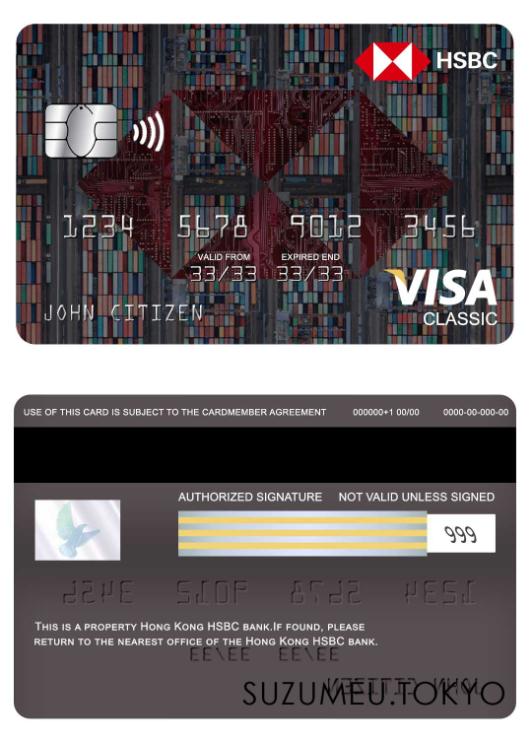 HSBC
1234 5678 9012 3456
VALID FROM EXPIRED END
33/33 33/33
JOHN CITIZEN
VISA
CLASSIC
USE OF THIS CARD IS SUBJECT TO THE CARDMEMBER AGREEMENT 000000+1 00/00 0000-00-000-00
AUTHORIZED SIGNATURE NOT VALID UNLESS SIGNED
999
THIS IS A PROPERTY HONG KONG HSBC BANK.IF FOUND, PLEASE
RETURN TO THE NEAREST OFFICE OF THE HONG KONG HSBC BANK.
SUZUMEU.TOKYO